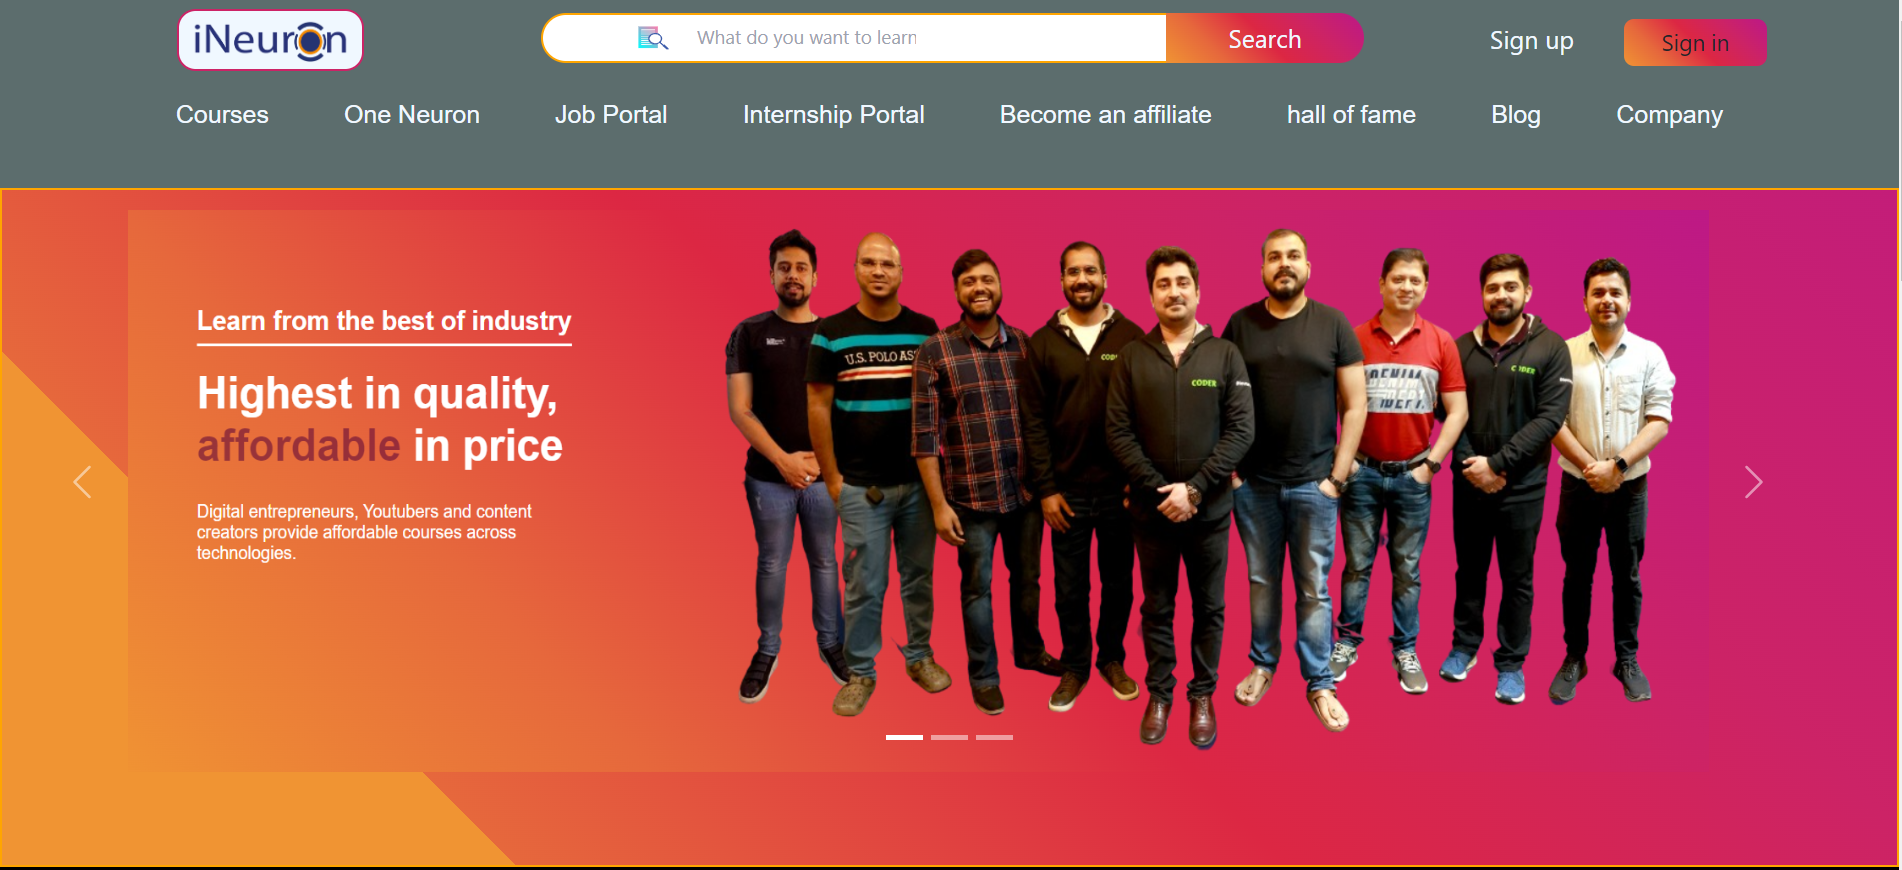 iNeuron
What do you want to learn
Search
Sign up
Sign in
Courses
One Neuron
Job Portal
Internship Portal
Become an affiliate
hall of fame
Blog
Company
Learn from the best of industry
Highest in quality,
affordable in price
Digital entrepreneurs, Youtubers and content
creators provide affordable courses across
technologies.
U.S. POLO AS
CODER
CODER